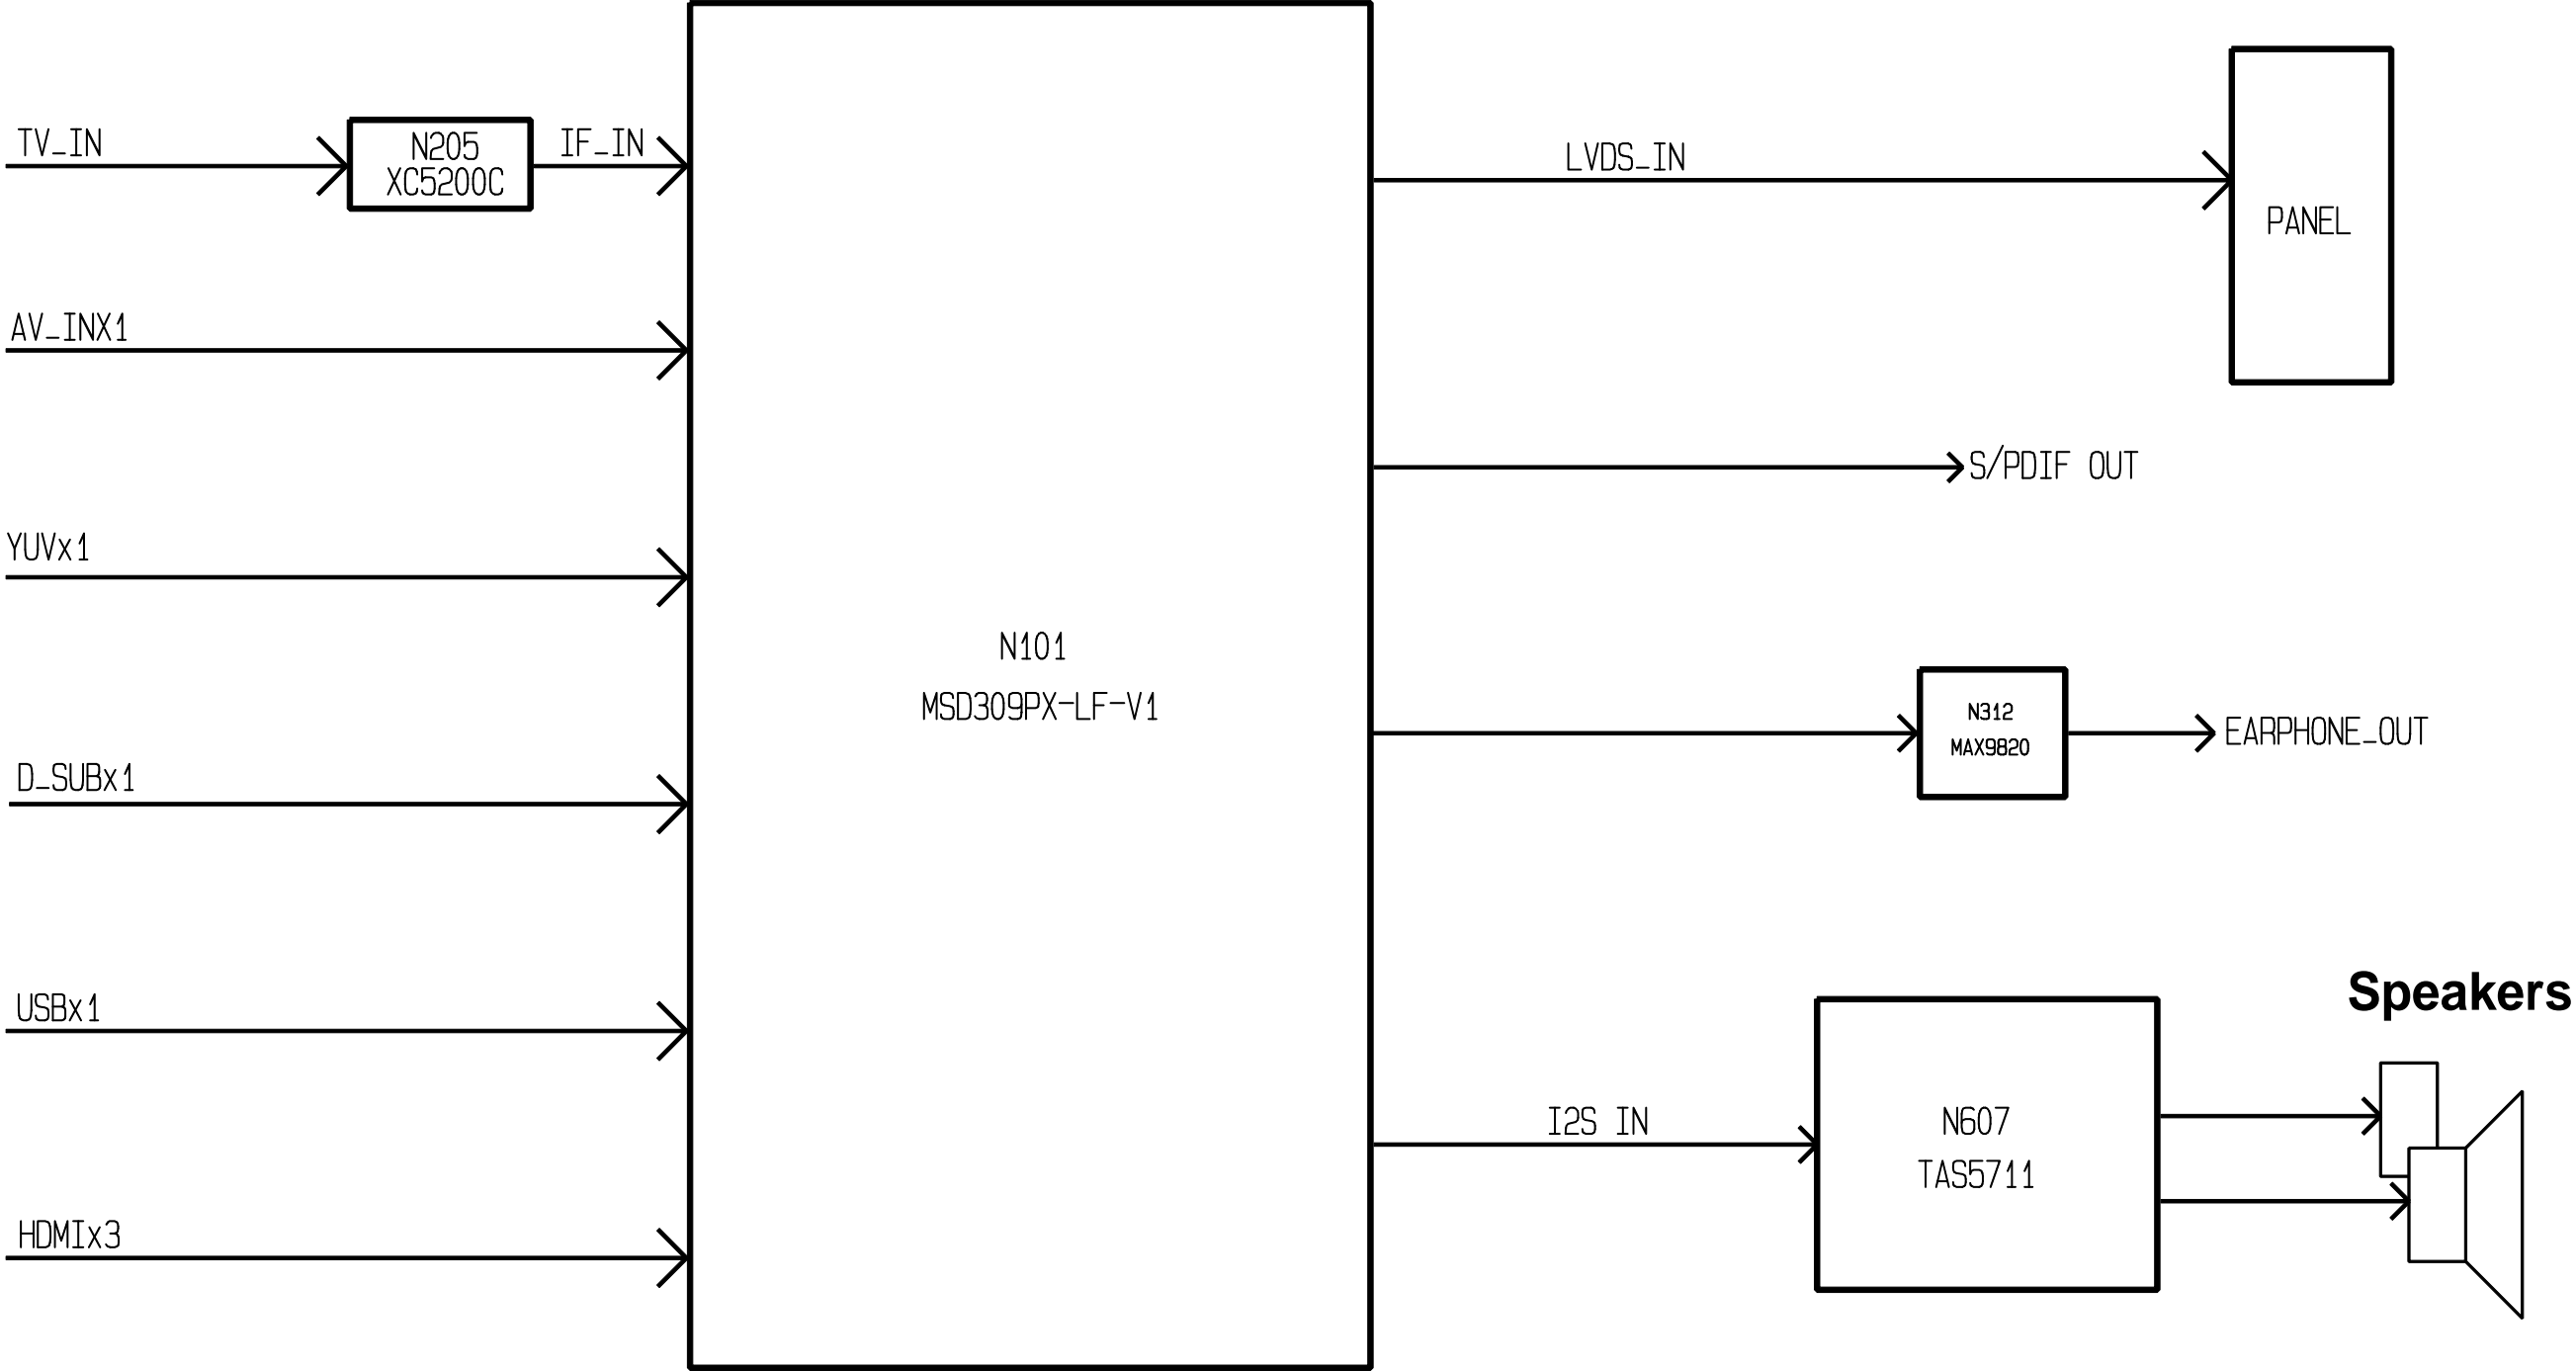 TV_IN
N205
XC5200C
IF_IN
LVDS_IN
PANEL
AV_INX1
S/PDIF OUT
YUVx1
N101
MSD309PX-LF-V1
N312
MAX9820
EARPHONE_OUT
D_SUBx1
USBx1
Speakers
I2S IN
N607
TAS5711
HDMIx3